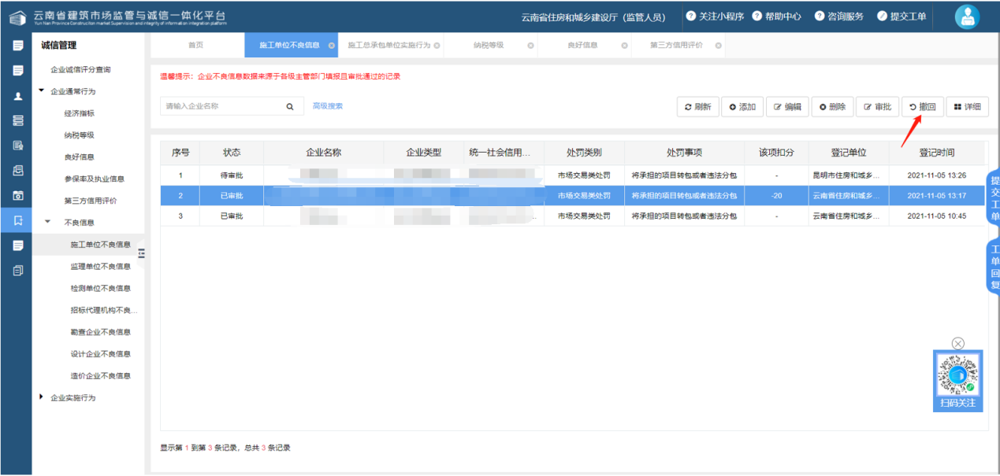 云南省建筑市场监管与诚信一体化平台
Yun Nan Province Construction market Supervision and integrity of information integration platform
云南省住房和城乡建设厅（监管人员）
关注小程序 帮助中心 咨询服务 提交工单
诚信管理
首页 施工单位不良信息 施工总承包单位实施行为 纳税等级 良好信息 第三方信用评价
企业诚信评分查询
企业通常行为
经济指标
纳税等级
良好信息
参保率及执业信息
第三方信用评价
不良信息
施工单位不良信息
监理单位不良信息
检测单位不良信息
招标代理机构不良...
勘查企业不良信息
设计企业不良信息
造价企业不良信息
企业实施行为
温馨提示：企业不良信息数据来源于各级主管部门填报且审批通过的记录
请输入企业名称 高级搜索 刷新 添加 编辑 删除 审批 撤回 详细
序号 状态 企业名称 企业类型 统一社会信用... 处罚类别 处罚事项 该项扣分 登记单位 登记时间
1 待审批 市场交易类处罚 将承担的项目转包或者违法分包 - 昆明市住房和城乡... 2021-11-05 13:26
2 已审批 市场交易类处罚 将承担的项目转包或者违法分包 -20 云南省住房和城乡... 2021-11-05 13:17
3 已审批 市场交易类处罚 将承担的项目转包或者违法分包 - 云南省住房和城乡... 2021-11-05 10:45
提交工单
工单回复
扫码关注
显示第 1 到第 3 条记录，总共 3 条记录